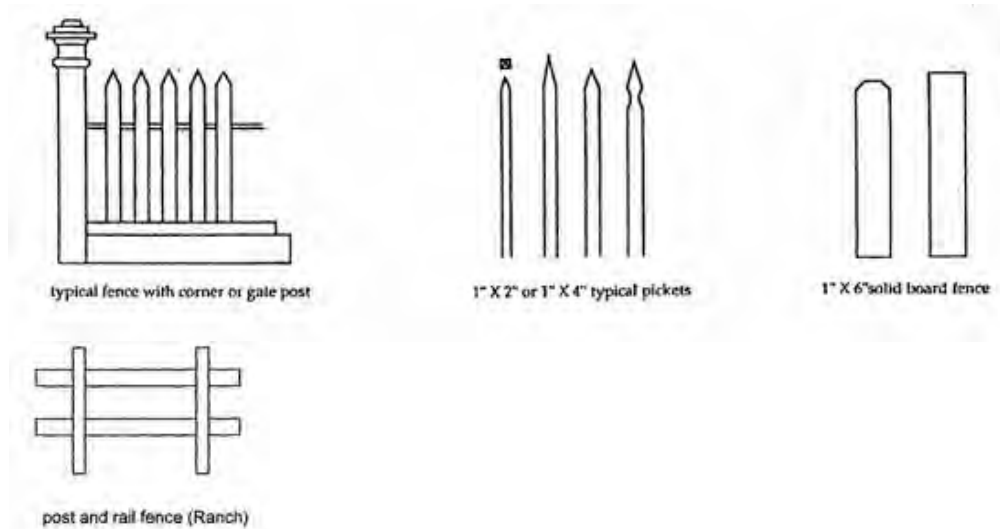 typical fence with corner or gate post
1" X 2" or 1" X 4" typical pickets
1" X 6"solid board fence
post and rail fence (Ranch)